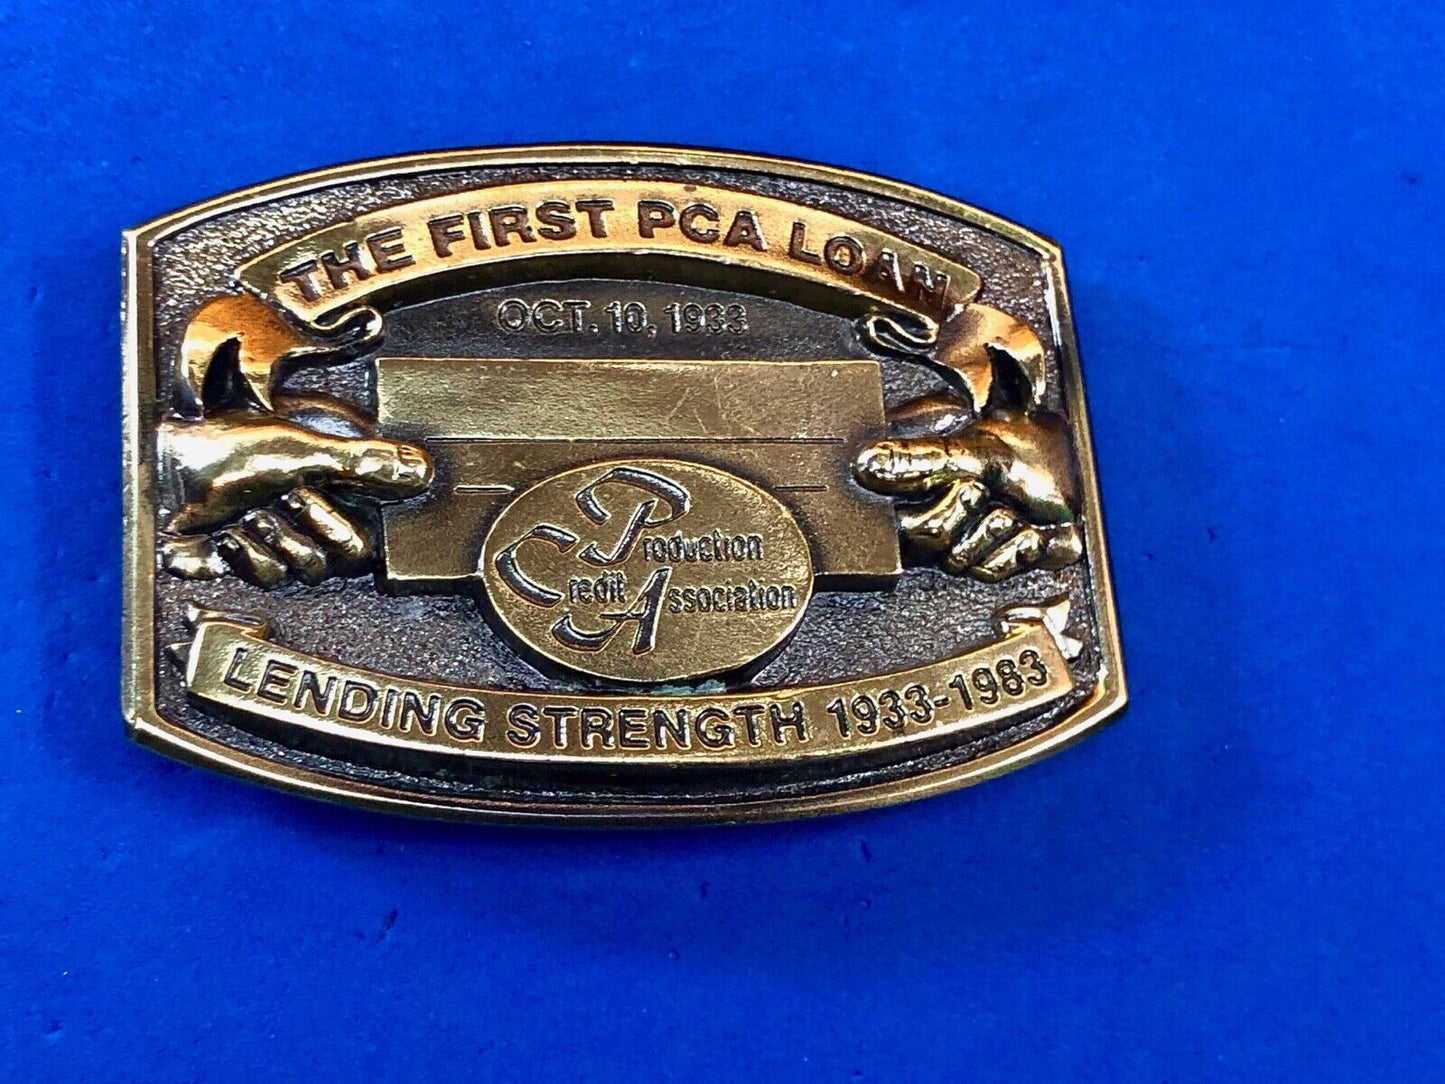 THE FIRST PCA LOAN
OCT. 10, 1933
Production
Credit Association
LENDING STRENGTH 1933-1983